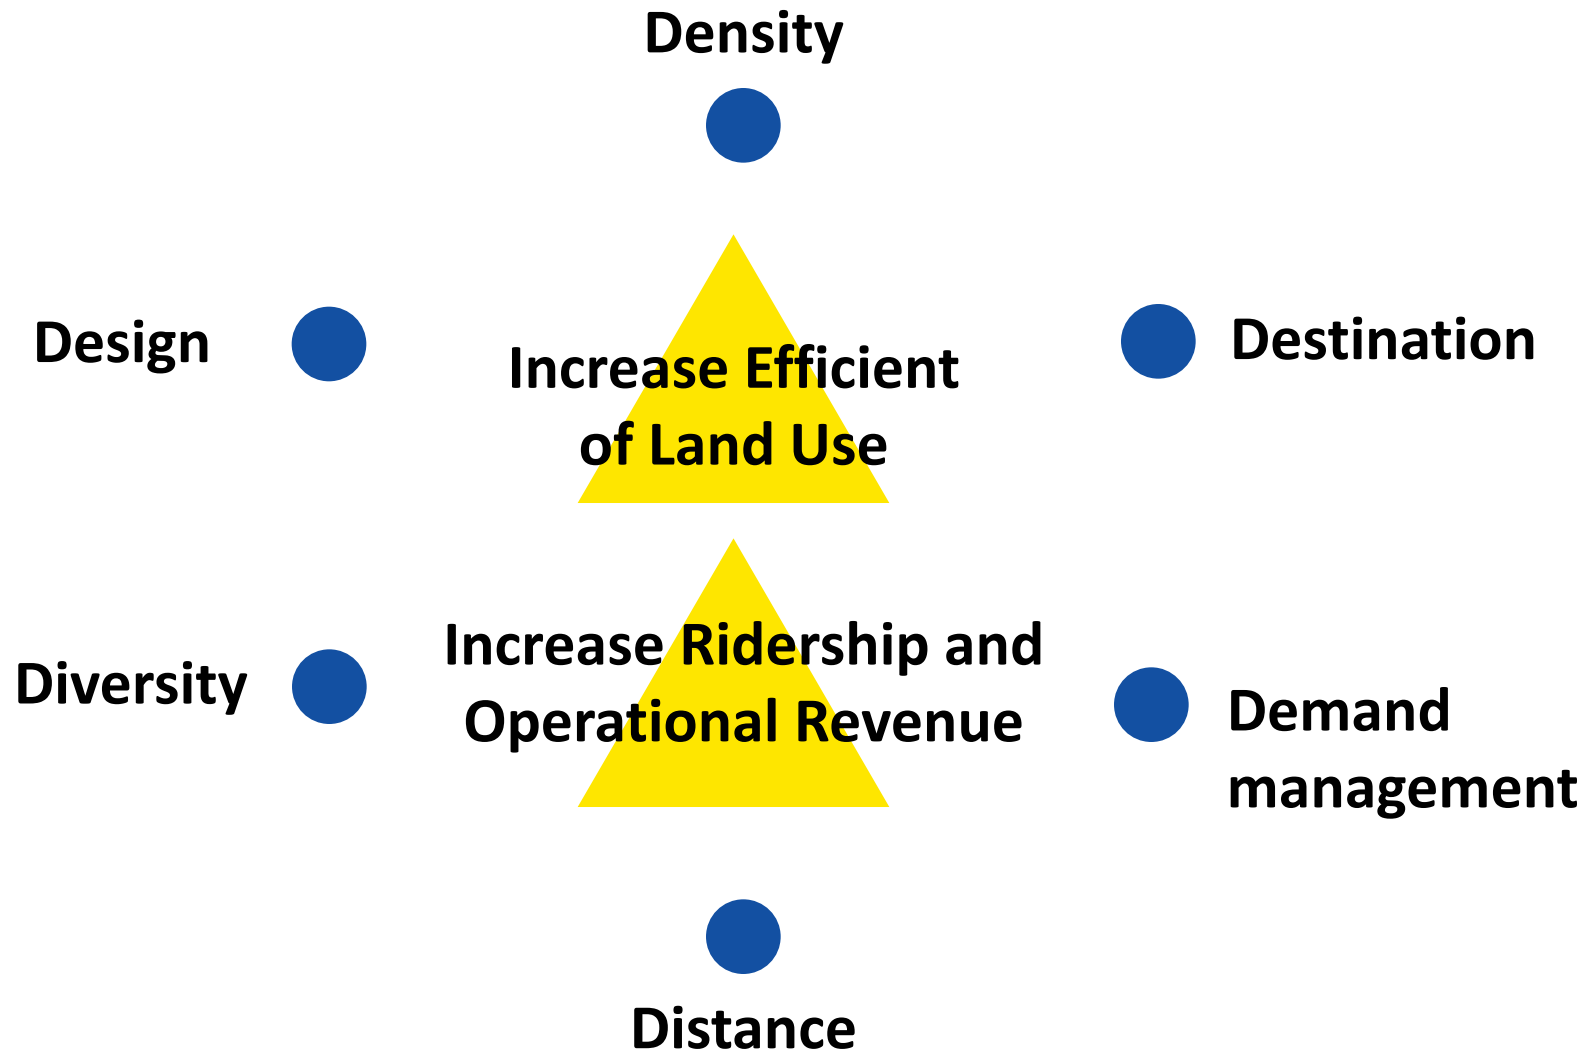 Density
Design
Destination
Increase Efficient
of Land Use
Increase Ridership and
Operational Revenue
Diversity
Demand
management
Distance